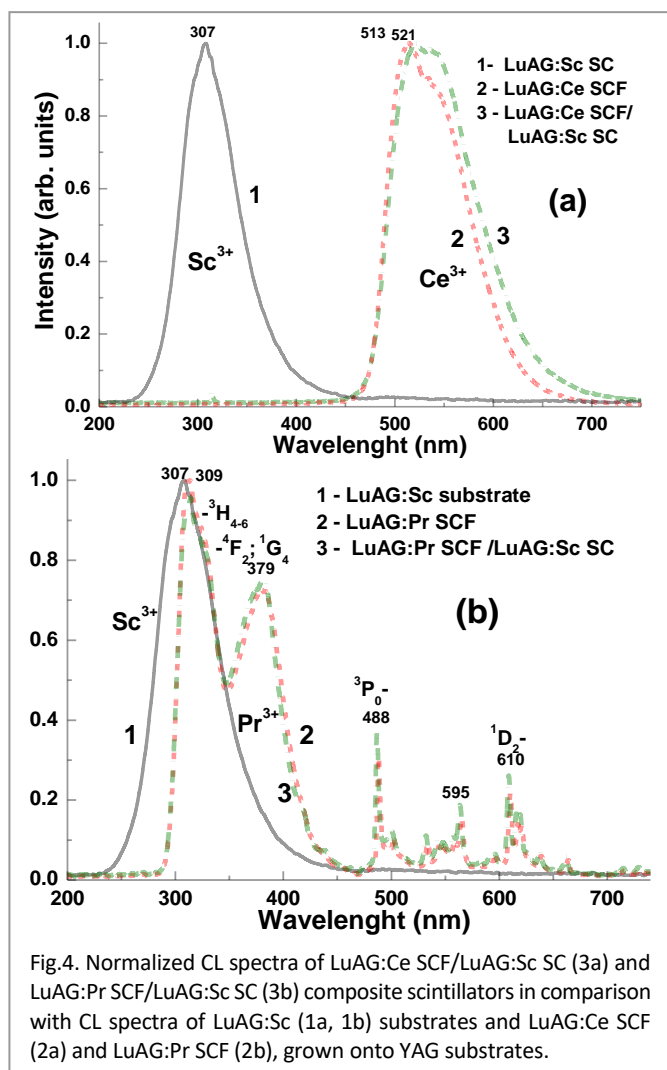 307
513 521
1- LuAG:Sc SC
2 - LuAG:Ce SCF
3 - LuAG:Ce SCF/
LuAG:Sc SC
(a)
1
2
3
Sc³⁺
Ce³⁺
Intensity (arb. units)
1.0
0.8
0.6
0.4
0.2
0.0
200 300 400 500 600 700
Wavelenght (nm)
307 309
1 - LuAG:Sc substrate
2 - LuAG:Pr SCF
3 - LuAG:Pr SCF /LuAG:Sc SC
-³H₄₋₆
-⁴F₂; ¹G₄
379
(b)
Sc³⁺
Pr³⁺
1
2
3
³P₀-
488
595
¹D₂-
610
1.0
0.8
0.6
0.4
0.2
0.0
200 300 400 500 600 700
Wavelenght (nm)
Fig.4. Normalized CL spectra of LuAG:Ce SCF/LuAG:Sc SC (3a) and
LuAG:Pr SCF/LuAG:Sc SC (3b) composite scintillators in comparison
with CL spectra of LuAG:Sc (1a, 1b) substrates and LuAG:Ce SCF
(2a) and LuAG:Pr SCF (2b), grown onto YAG substrates.